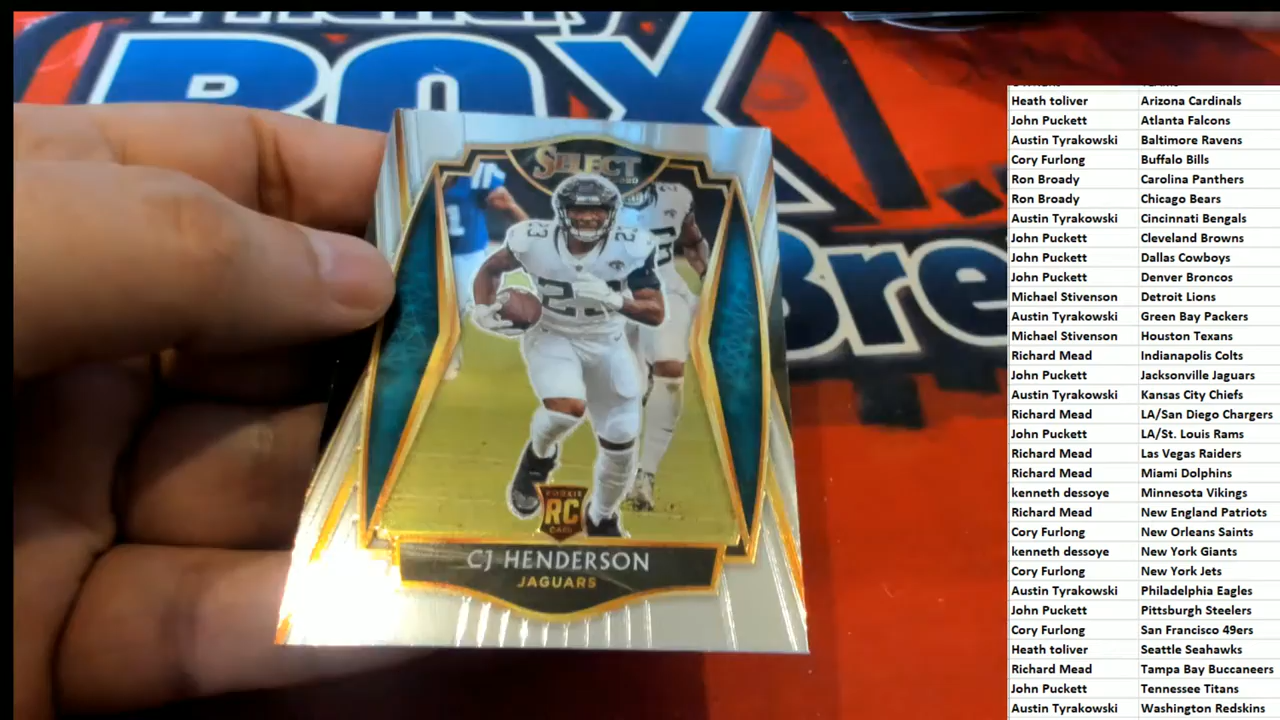 BOX
Bre
SELECT
2020
23
23
23
1
ROOKIE
RC
CARD
CJ HENDERSON
JAGUARS
Heath toliver Arizona Cardinals
John Puckett Atlanta Falcons
Austin Tyrakowski Baltimore Ravens
Cory Furlong Buffalo Bills
Ron Broady Carolina Panthers
Ron Broady Chicago Bears
Austin Tyrakowski Cincinnati Bengals
John Puckett Cleveland Browns
John Puckett Dallas Cowboys
John Puckett Denver Broncos
Michael Stivenson Detroit Lions
Austin Tyrakowski Green Bay Packers
Michael Stivenson Houston Texans
Richard Mead Indianapolis Colts
John Puckett Jacksonville Jaguars
Austin Tyrakowski Kansas City Chiefs
Richard Mead LA/San Diego Chargers
John Puckett LA/St. Louis Rams
Richard Mead Las Vegas Raiders
Richard Mead Miami Dolphins
kenneth dessoye Minnesota Vikings
Richard Mead New England Patriots
Cory Furlong New Orleans Saints
kenneth dessoye New York Giants
Cory Furlong New York Jets
Austin Tyrakowski Philadelphia Eagles
John Puckett Pittsburgh Steelers
Cory Furlong San Francisco 49ers
Heath toliver Seattle Seahawks
Richard Mead Tampa Bay Buccaneers
John Puckett Tennessee Titans
Austin Tyrakowski Washington Redskins